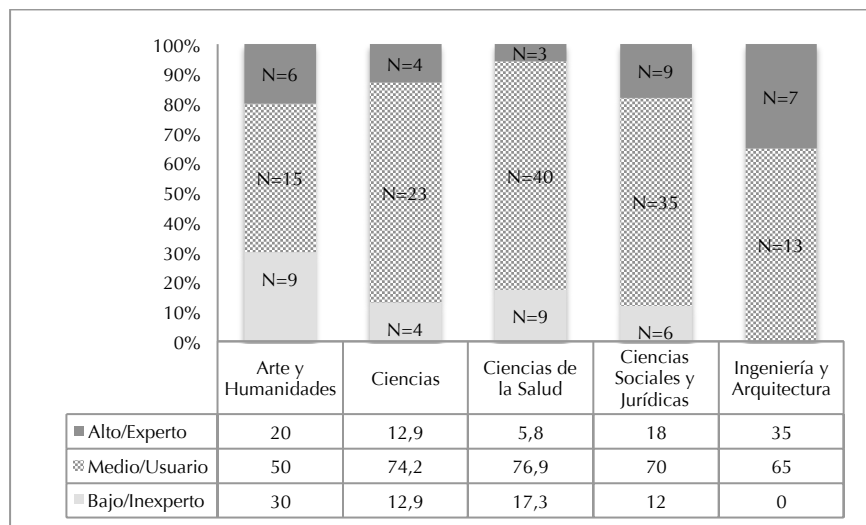 100%
90%
80%
70%
60%
50%
40%
30%
20%
10%
0%
N=6
N=4
N=3
N=9
N=7
N=15
N=23
N=40
N=35
N=13
N=9
N=4
N=9
N=6
Arte y
Humanidades
Ciencias
Ciencias de
la Salud
Ciencias
Sociales y
Jurídicas
Ingeniería y
Arquitectura
Alto/Experto 20 12,9 5,8 18 35
Medio/Usuario 50 74,2 76,9 70 65
Bajo/Inexperto 30 12,9 17,3 12 0